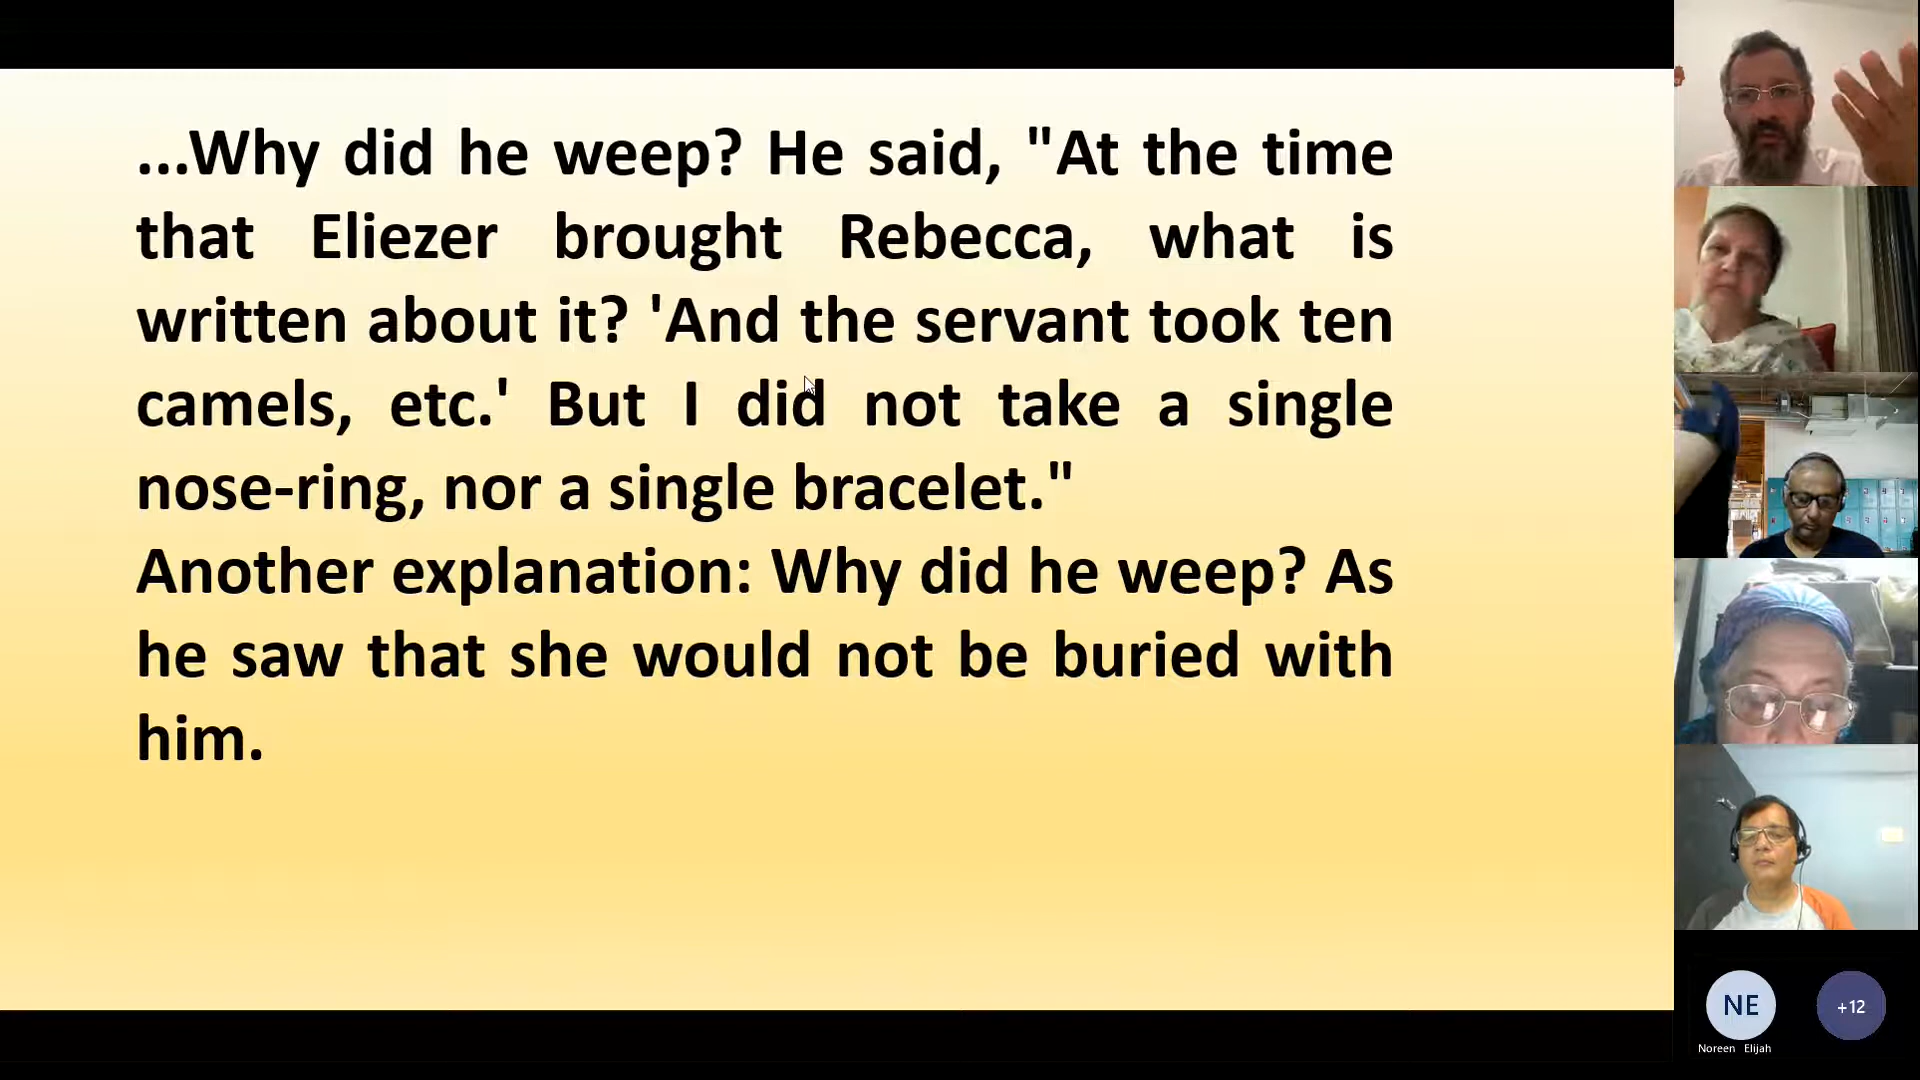 ...Why did he weep? He said, "At the time
that Eliezer brought Rebecca, what is
written about it? 'And the servant took ten
camels, etc.' But I did not take a single
nose-ring, nor a single bracelet."
Another explanation: Why did he weep? As
he saw that she would not be buried with
him.
NE
+12
Noreen Elijah